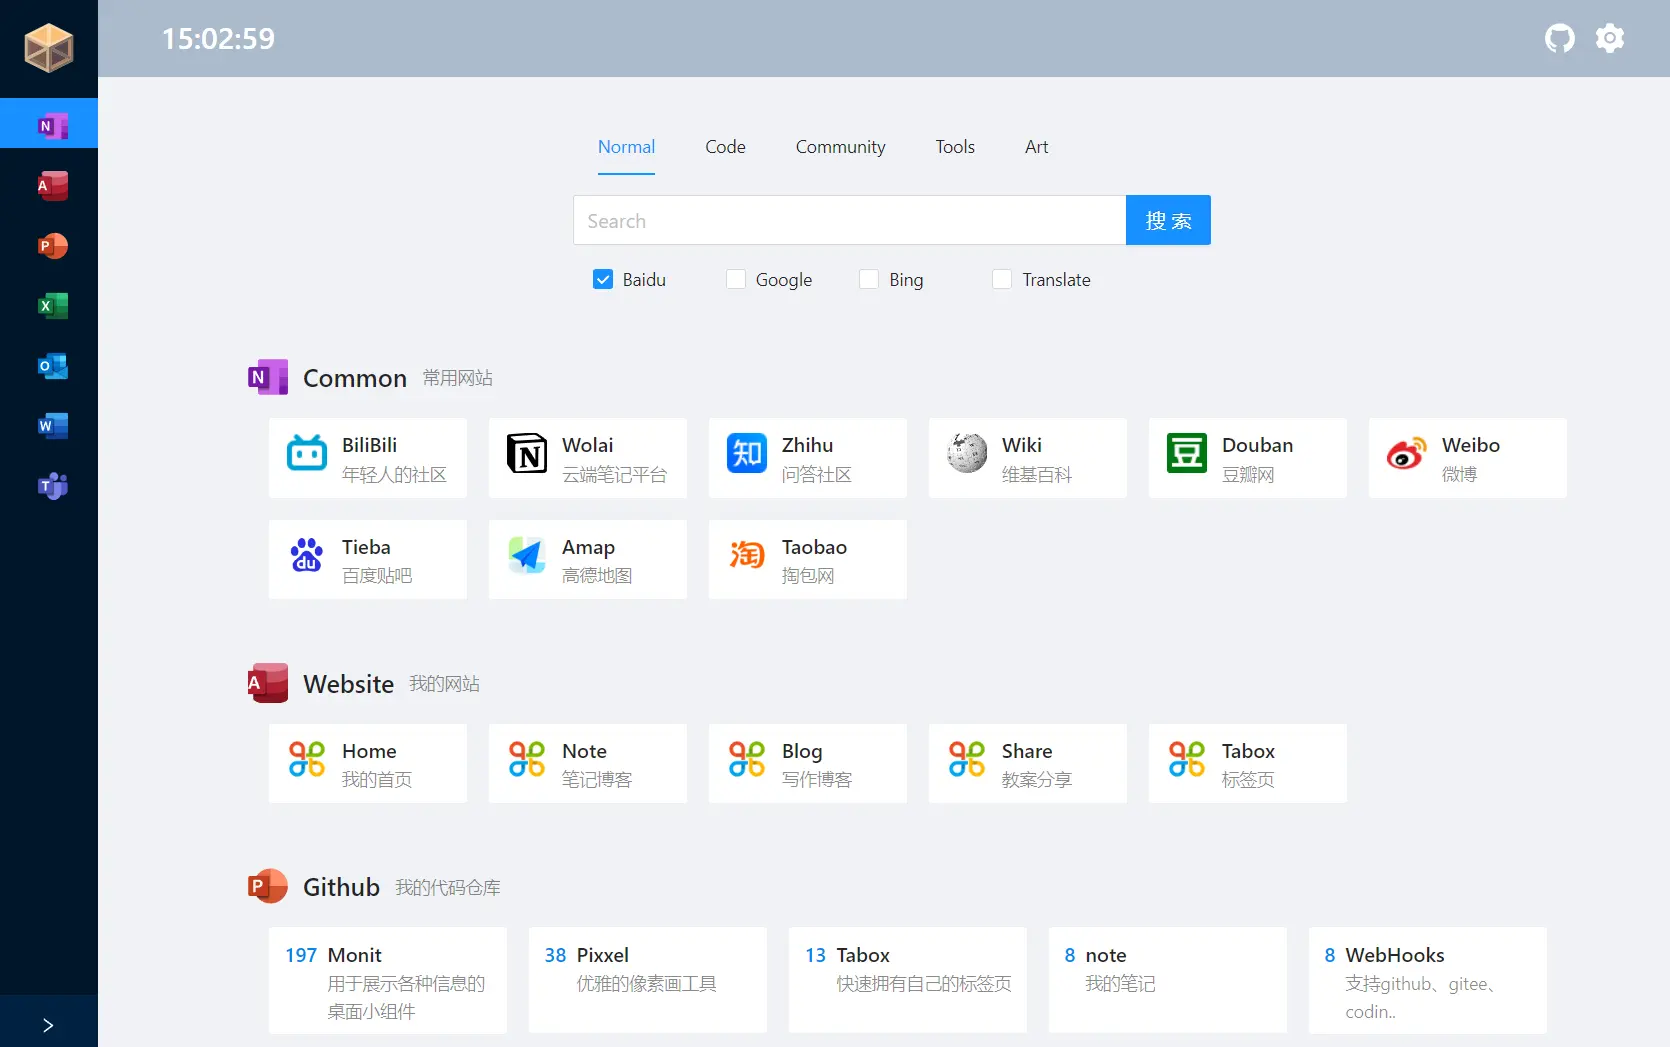 15:02:59
Normal Code Community Tools Art
Search 搜 索
Baidu Google Bing Translate
Common 常用网站
BiliBili
年轻人的社区
Wolai
云端笔记平台
Zhihu
问答社区
Wiki
维基百科
Douban
豆瓣网
Weibo
微博
Tieba
百度贴吧
Amap
高德地图
Taobao
掏包网
Website 我的网站
Home
我的首页
Note
笔记博客
Blog
写作博客
Share
教案分享
Tabox
标签页
Github 我的代码仓库
197 Monit
用于展示各种信息的
桌面小组件
38 Pixxel
优雅的像素画工具
13 Tabox
快速拥有自己的标签页
8 note
我的笔记
8 WebHooks
支持github、gitee、
codin..